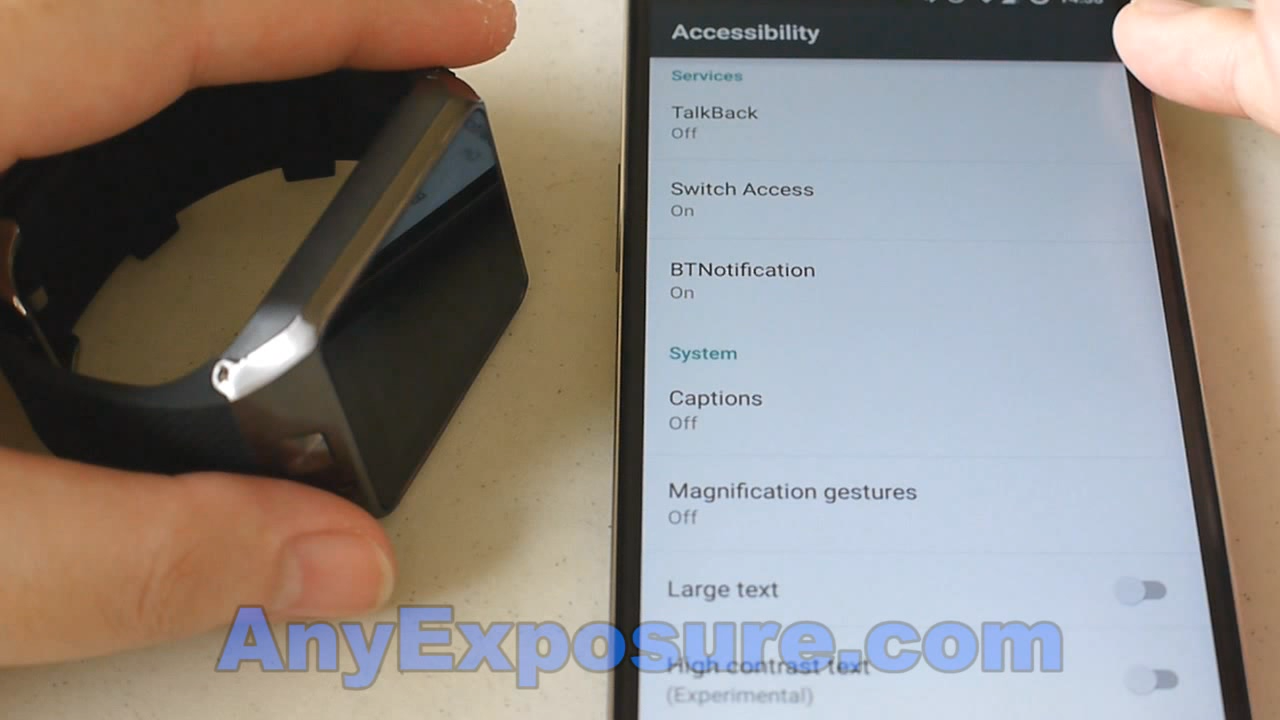 Accessibility
Services
TalkBack
Off
Switch Access
On
BTNotification
On
System
Captions
Off
Magnification gestures
Off
Large text
AnyExposure.com
High contrast text
(Experimental)